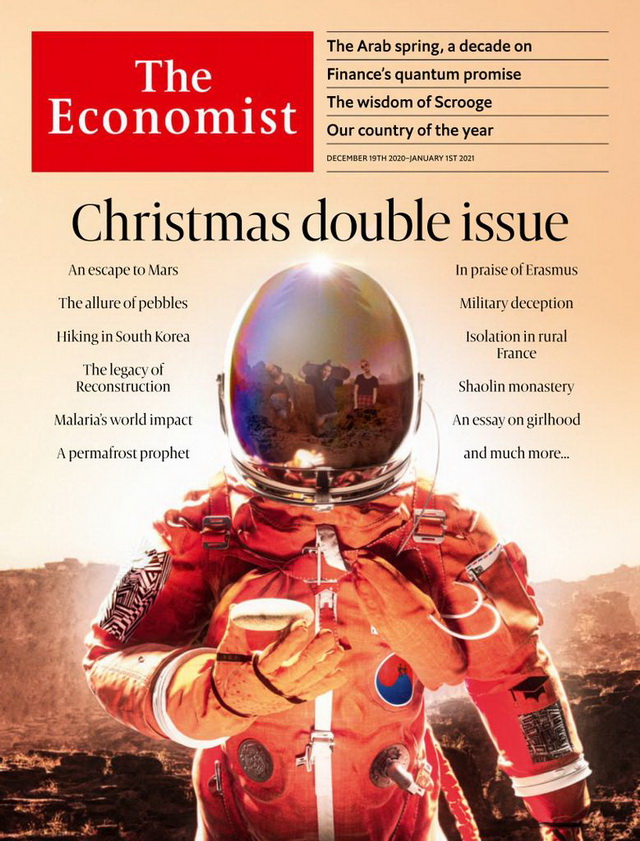 The
Economist
The Arab spring, a decade on
Finance's quantum promise
The wisdom of Scrooge
Our country of the year
DECEMBER 19TH 2020–JANUARY 1ST 2021
Christmas double issue
An escape to Mars
The allure of pebbles
Hiking in South Korea
The legacy of
Reconstruction
Malaria's world impact
A permafrost prophet
In praise of Erasmus
Military deception
Isolation in rural
France
Shaolin monastery
An essay on girlhood
and much more...